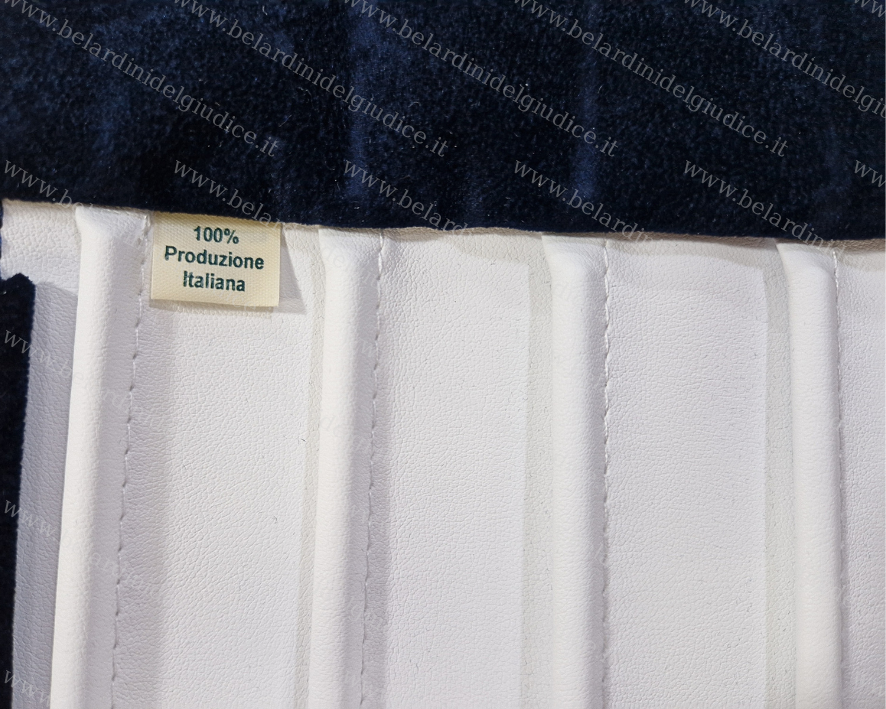 www.belardinidelgiudice.it
100%
Produzione
Italiana